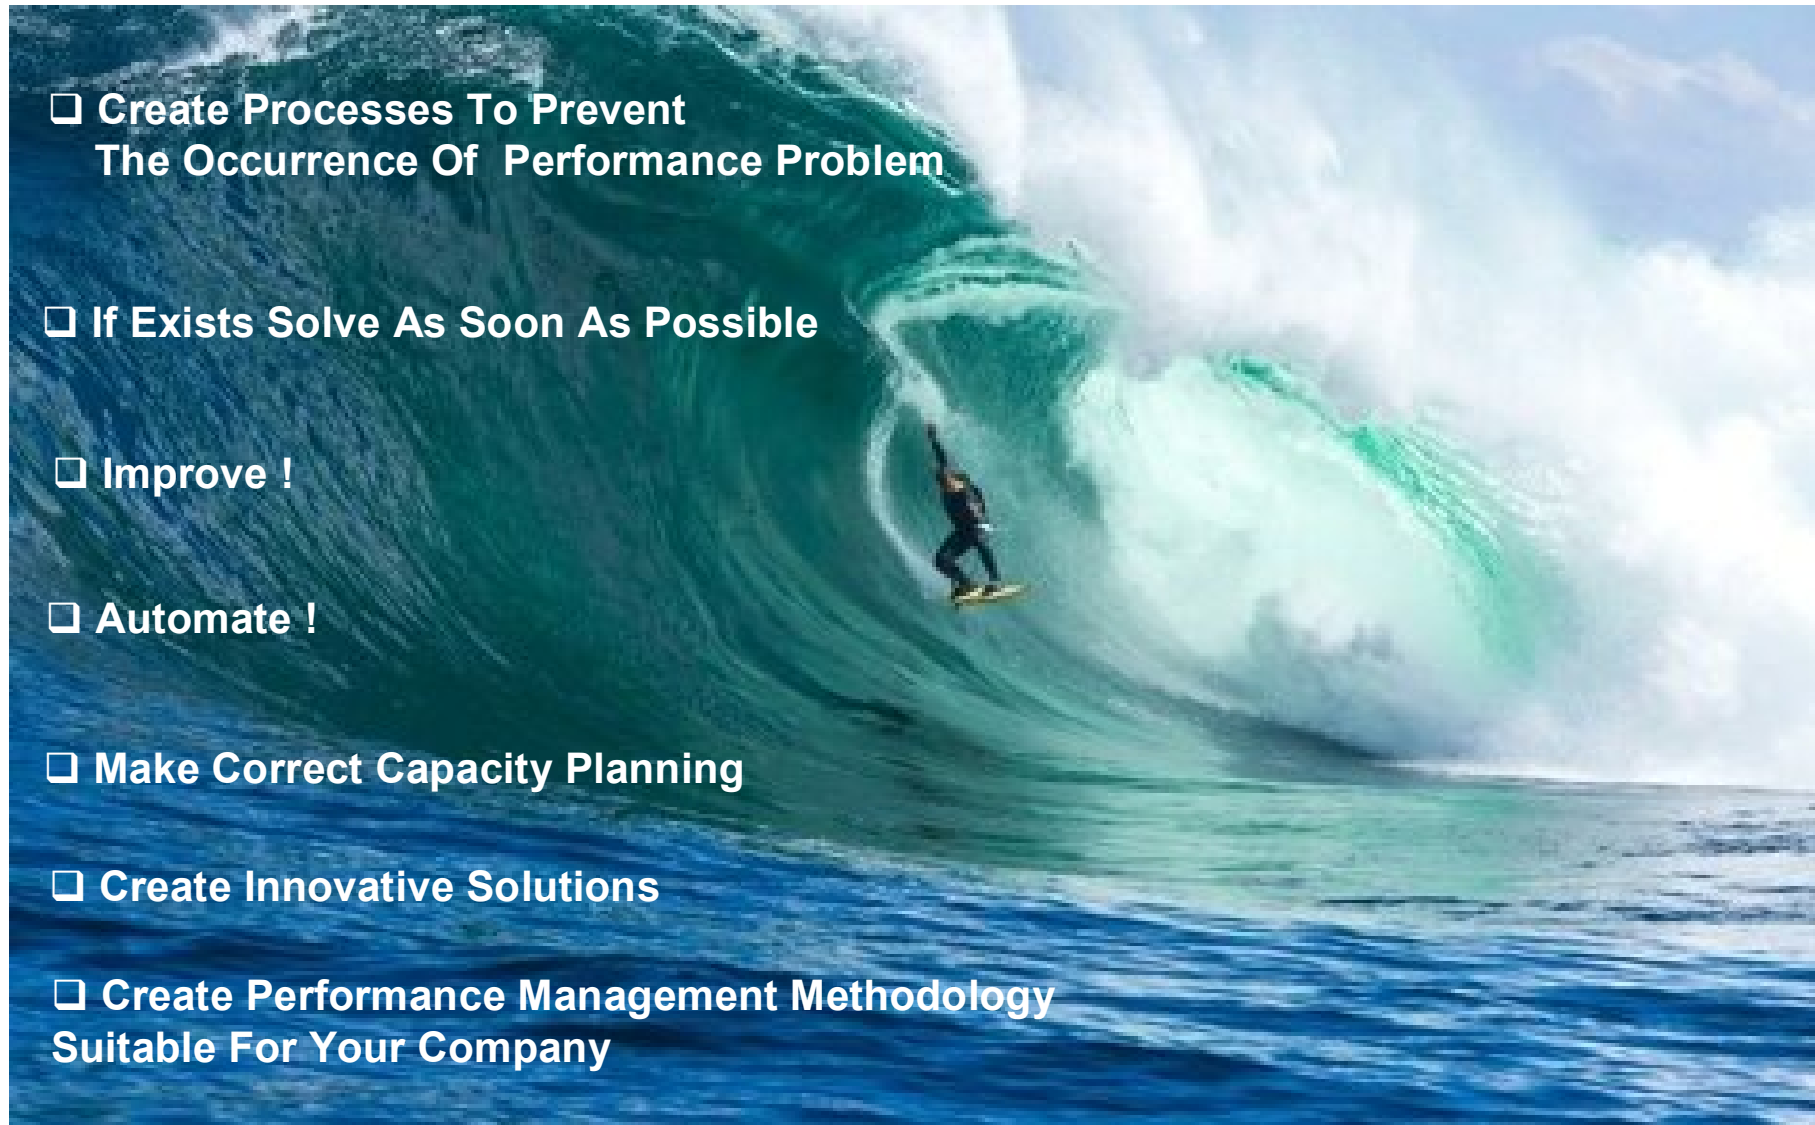 ❑ Create Processes To Prevent
The Occurrence Of  Performance Problem
❑ If Exists Solve As Soon As Possible
❑ Improve !
❑ Automate !
❑ Make Correct Capacity Planning
❑ Create Innovative Solutions
❑ Create Performance Management Methodology
Suitable For Your Company